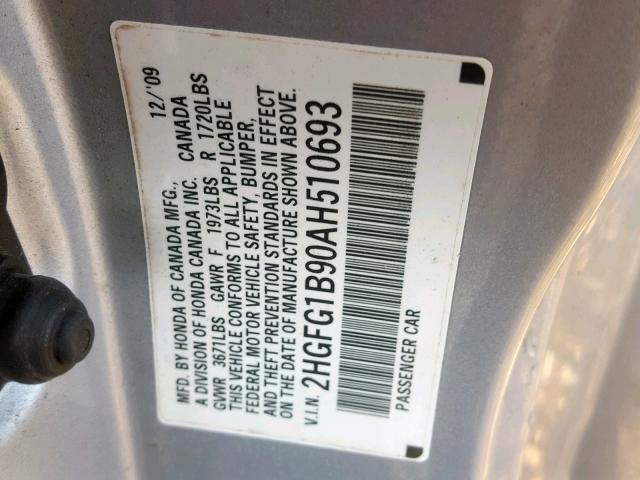 MFD. BY HONDA OF CANADA MFG., 12/'09
A DIVISION OF HONDA CANADA INC. CANADA
GVWR 3671LBS GAWR F 1973LBS R 1720LBS
THIS VEHICLE CONFORMS TO ALL APPLICABLE
FEDERAL MOTOR VEHICLE SAFETY, BUMPER,
AND THEFT PREVENTION STANDARDS IN EFFECT
ON THE DATE OF MANUFACTURE SHOWN ABOVE.
V.I.N. 2HGFG1B90AH510693
PASSENGER CAR